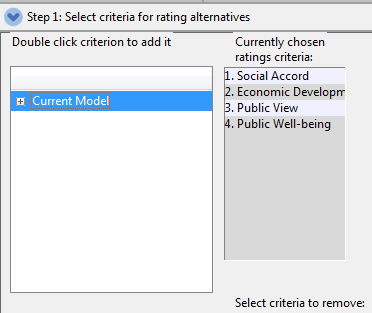 Step 1: Select criteria for rating alternatives
Double click criterion to add it
Currently chosen
ratings criteria:
Current Model
1. Social Accord
2. Economic Developm
3. Public View
4. Public Well-being
Select criteria to remove: